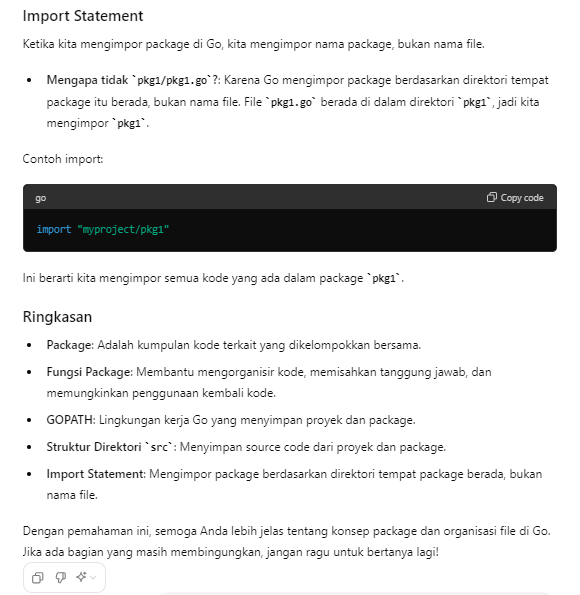 Import Statement
Ketika kita mengimpor package di Go, kita mengimpor nama package, bukan nama file.
• Mengapa tidak `pkg1/pkg1.go`?: Karena Go mengimpor package berdasarkan direktori tempat
package itu berada, bukan nama file. File `pkg1.go` berada di dalam direktori `pkg1`, jadi kita
mengimpor `pkg1`.
Contoh import:
go Copy code
import "myproject/pkg1"
Ini berarti kita mengimpor semua kode yang ada dalam package `pkg1`.
Ringkasan
• Package: Adalah kumpulan kode terkait yang dikelompokkan bersama.
• Fungsi Package: Membantu mengorganisir kode, memisahkan tanggung jawab, dan
memungkinkan penggunaan kembali kode.
• GOPATH: Lingkungan kerja Go yang menyimpan proyek dan package.
• Struktur Direktori `src`: Menyimpan source code dari proyek dan package.
• Import Statement: Mengimpor package berdasarkan direktori tempat package berada, bukan
nama file.
Dengan pemahaman ini, semoga Anda lebih jelas tentang konsep package dan organisasi file di Go.
Jika ada bagian yang masih membingungkan, jangan ragu untuk bertanya lagi!